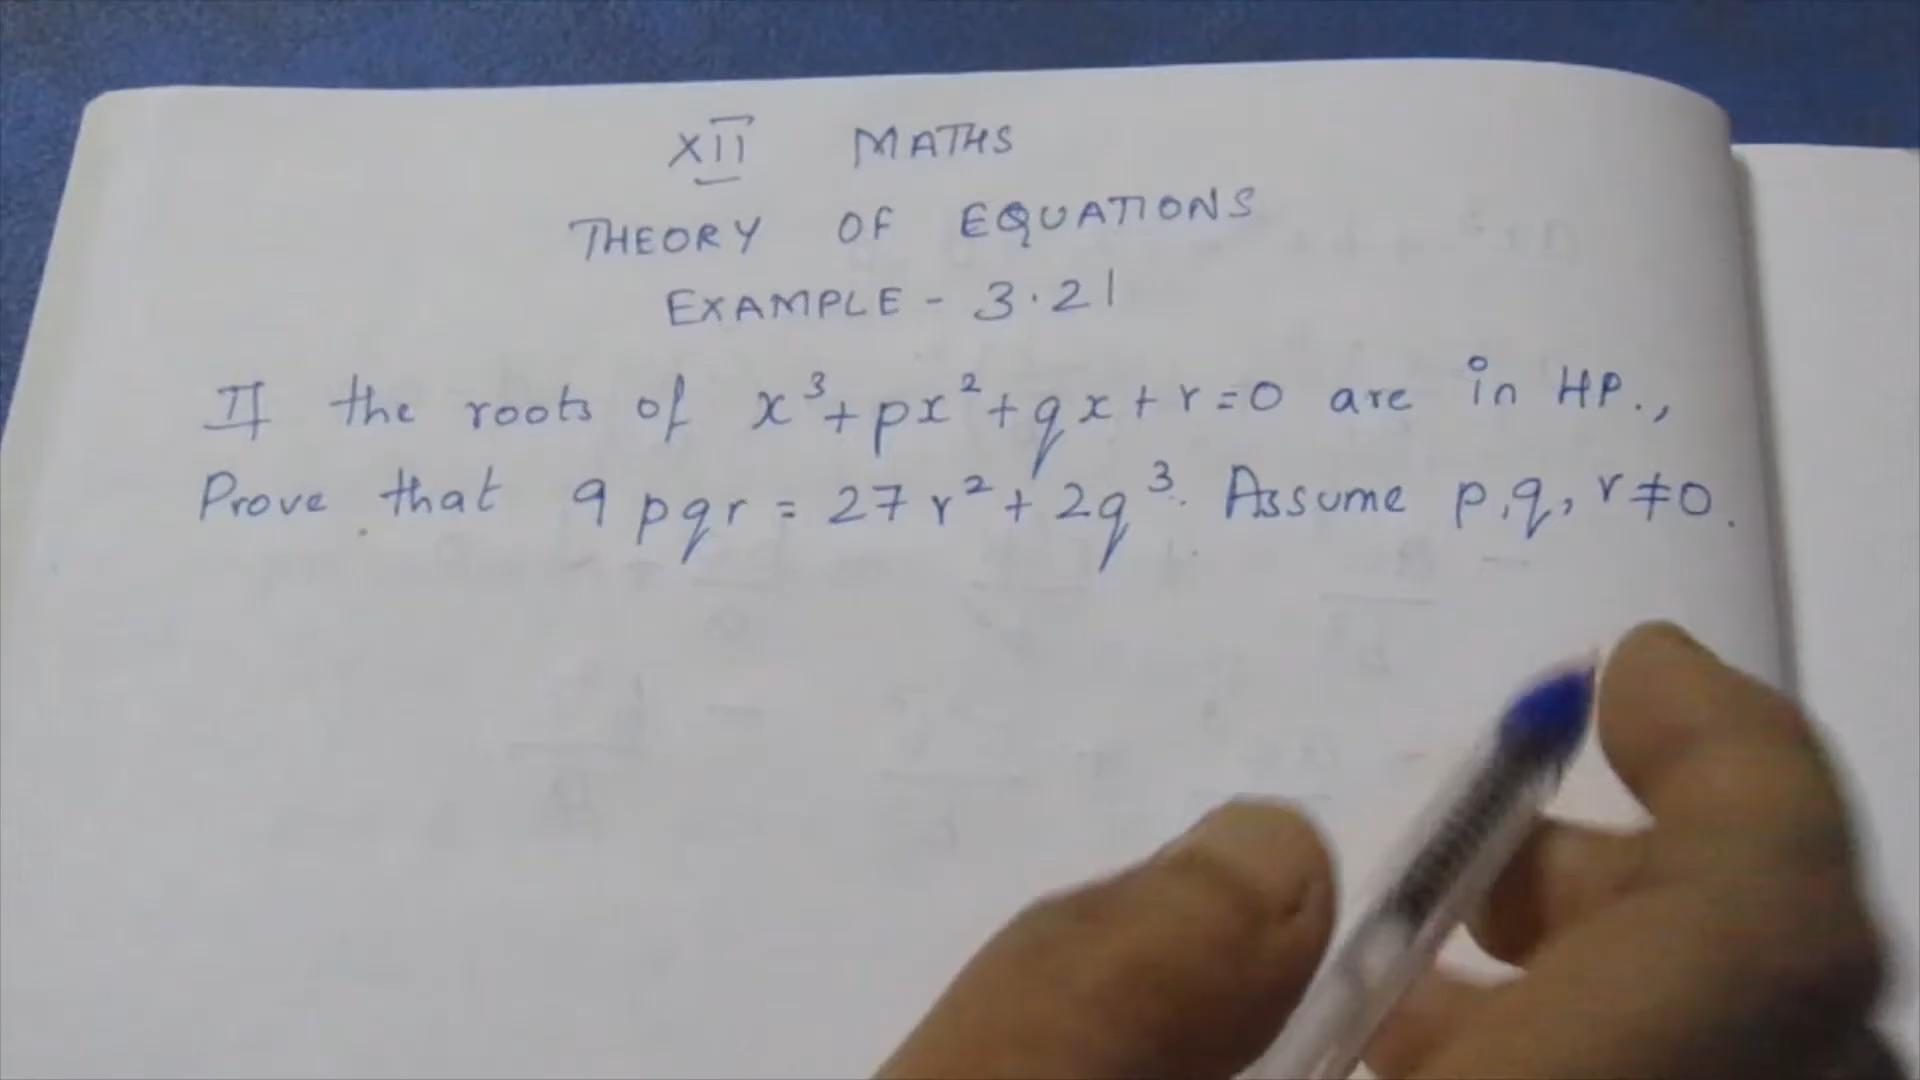 XII MATHS
THEORY OF EQUATIONS
EXAMPLE - 3.21
If the roots of x³+px²+qx+r=0 are in HP.,
Prove that 9pqr = 27r²+2q³. Assume p,q,r≠0.